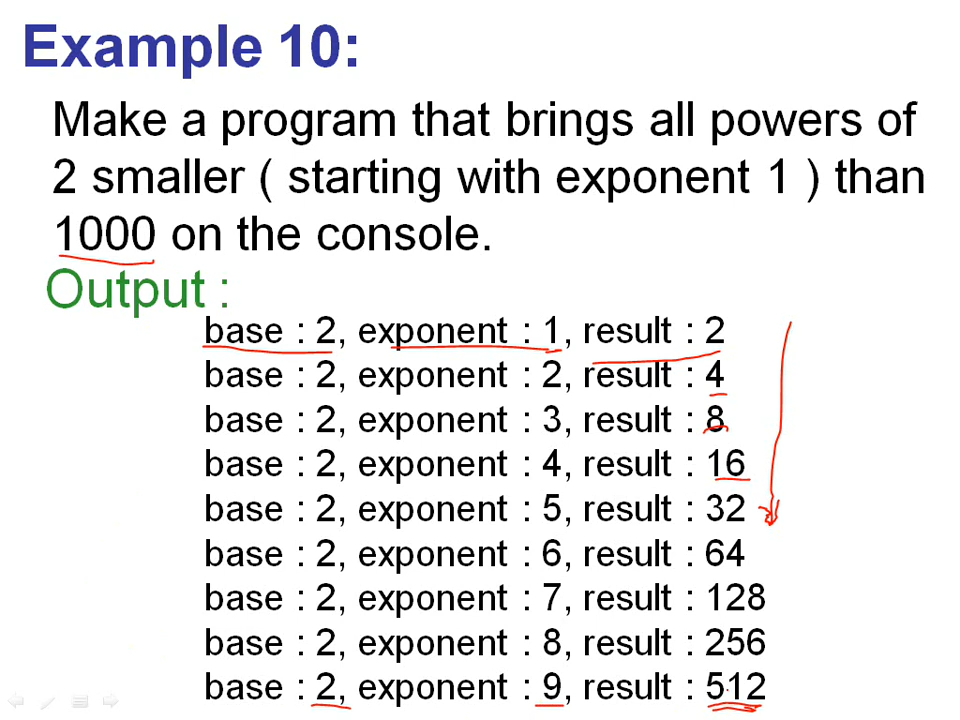 Example 10:
Make a program that brings all powers of
2 smaller ( starting with exponent 1 ) than
1000 on the console.
Output :
base : 2, exponent : 1, result : 2
base : 2, exponent : 2, result : 4
base : 2, exponent : 3, result : 8
base : 2, exponent : 4, result : 16
base : 2, exponent : 5, result : 32
base : 2, exponent : 6, result : 64
base : 2, exponent : 7, result : 128
base : 2, exponent : 8, result : 256
base : 2, exponent : 9, result : 512